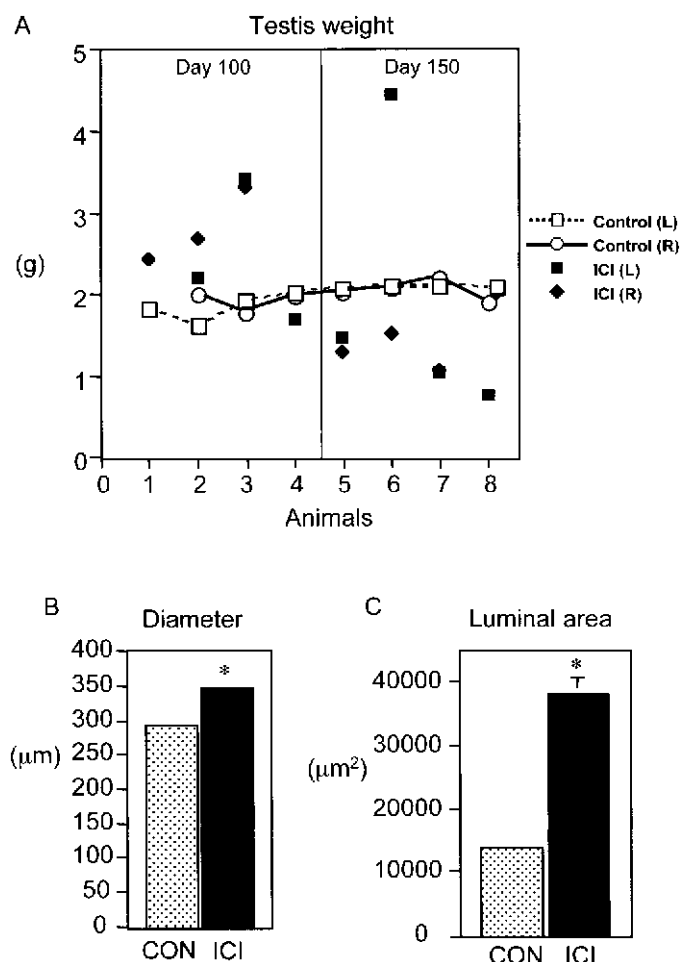 A
Testis weight
Day 100
Day 150
5
4
3
2
1
0
(g)
0 1 2 3 4 5 6 7 8
Animals
Control (L)
Control (R)
ICI (L)
ICI (R)
B
Diameter
400
350
300
250
200
150
100
50
0
(μm)
*
CON ICI
C
Luminal area
40000
30000
20000
10000
0
(μm²)
*
CON ICI